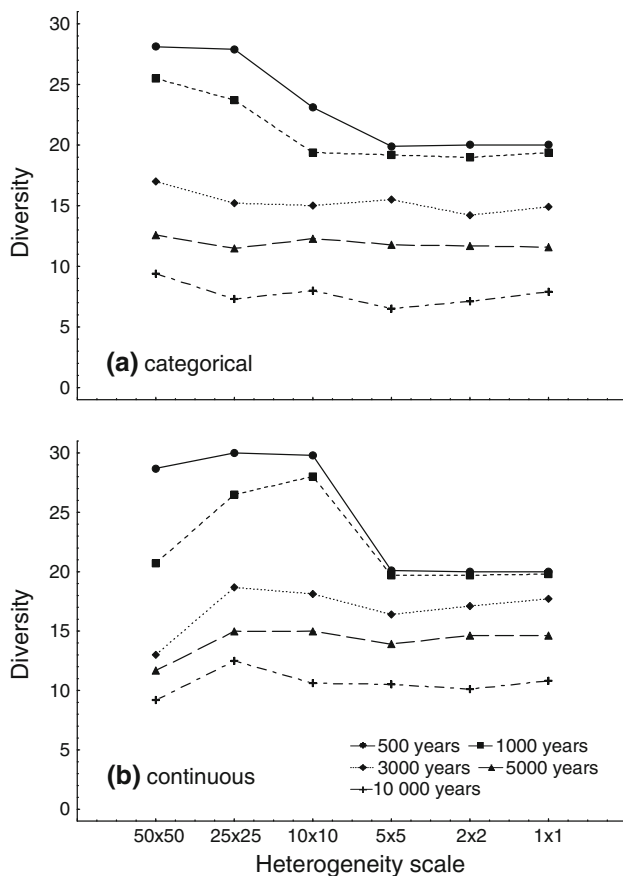 30
25
20
15
10
5
0
Diversity
(a) categorical
30
25
20
15
10
5
0
Diversity
500 years 1000 years
3000 years 5000 years
10 000 years
(b) continuous
50x50 25x25 10x10 5x5 2x2 1x1
Heterogeneity scale